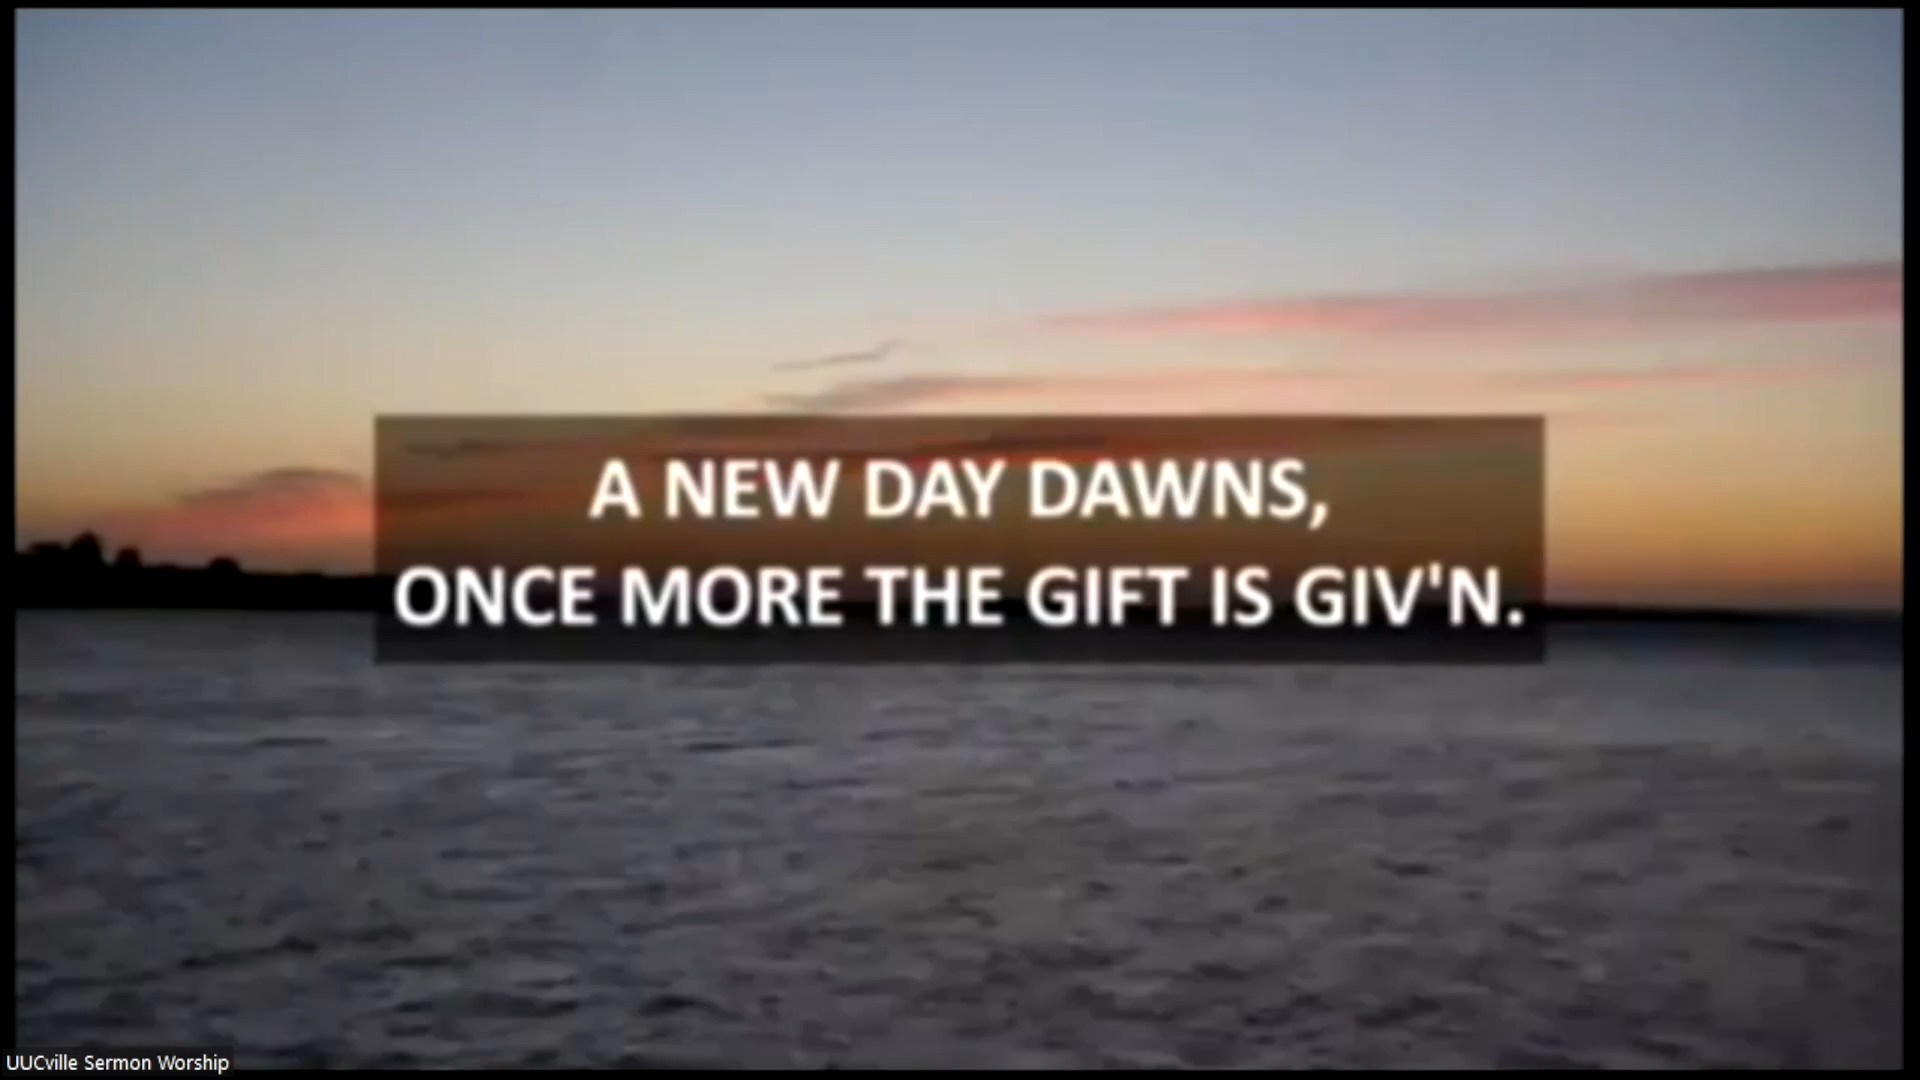 A NEW DAY DAWNS,
ONCE MORE THE GIFT IS GIV'N.
UUCville Sermon Worship